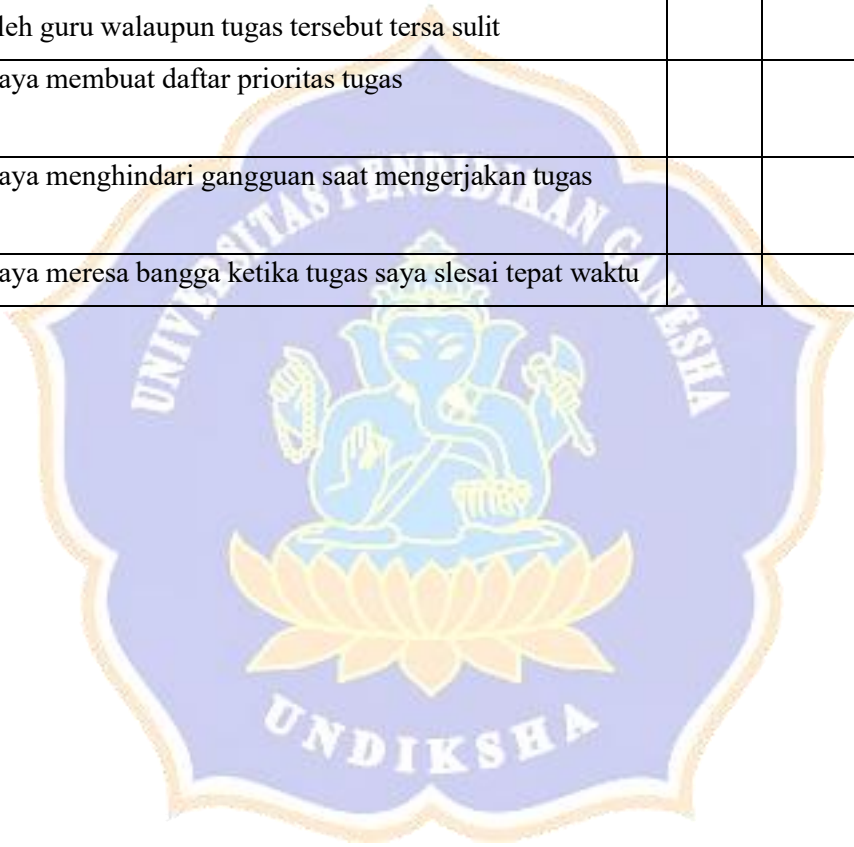 leh guru walaupun tugas tersebut tersa sulit
aya membuat daftar prioritas tugas
aya menghindari gangguan saat mengerjakan tugas
aya meresa bangga ketika tugas saya slesai tepat waktu
UNIVERSITAS PENDIDIKAN GANESHA
UNDIKSHA